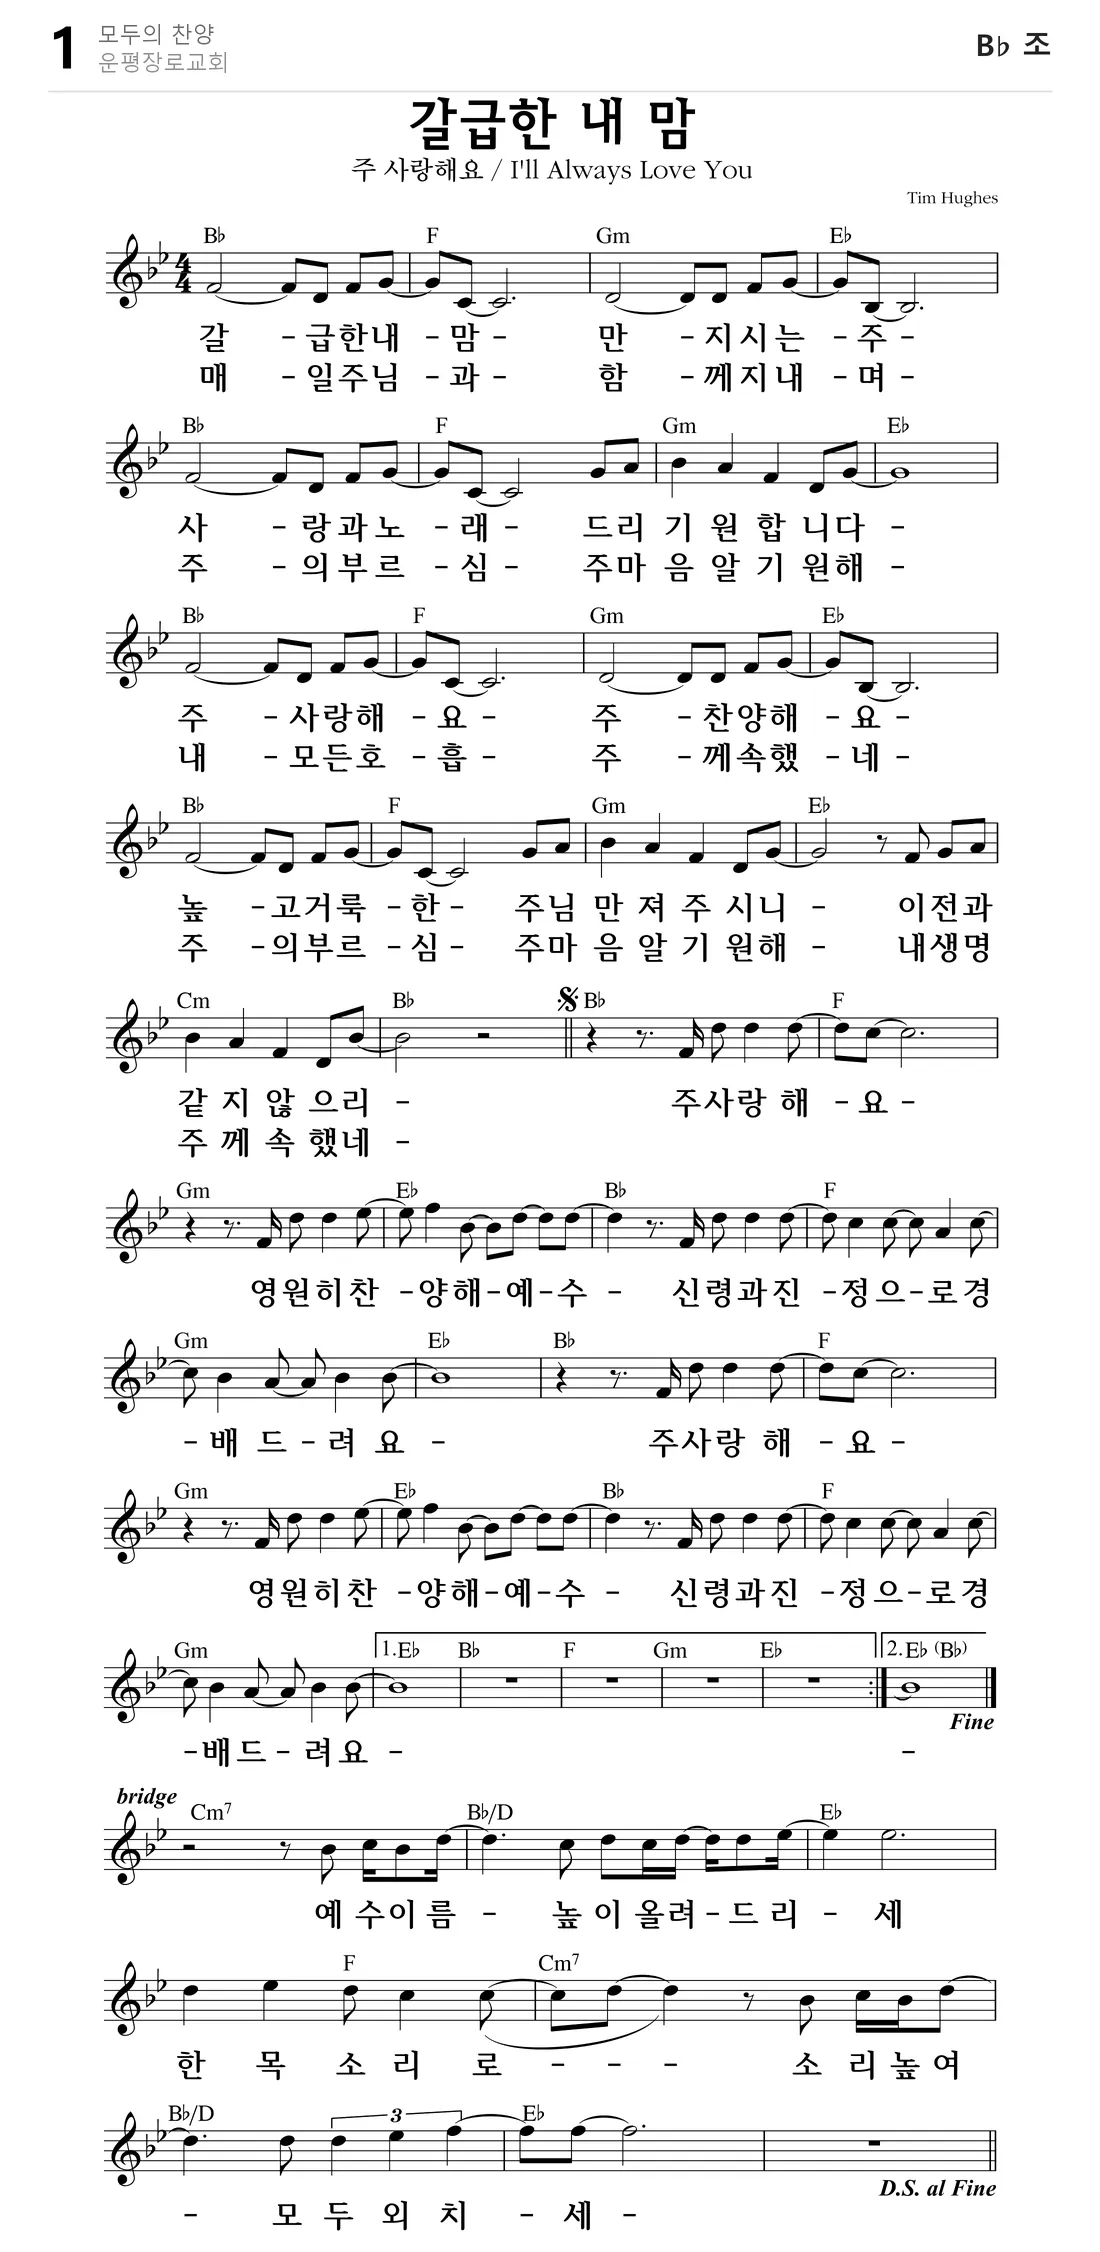 1 모두의 찬양
운평장로교회
B♭ 조
갈급한 내 맘
주 사랑해요 / I'll Always Love You
Tim Hughes
B♭ F Gm E♭
갈 - 급한내 - 맘 - 만 - 지시는 - 주 -
매 - 일주님 - 과 - 함 - 께지내 - 며 -
B♭ F Gm E♭
사 - 랑과노 - 래 - 드리 기 원 합 니다 -
주 - 의부르 - 심 - 주마 음 알 기 원해 -
B♭ F Gm E♭
주 - 사랑해 - 요 - 주 - 찬양해 - 요 -
내 - 모든호 - 흡 - 주 - 께속했 - 네 -
B♭ F Gm E♭
높 - 고거룩 - 한 - 주님 만 져 주 시니 - 이전과
주 - 의부르 - 심 - 주마 음 알 기 원해 - 내생명
Cm B♭ B♭ F
같 지 않 으리 - 주사랑 해 - 요 -
주 께 속 했네 -
Gm E♭ B♭ F
영원히찬 - 양해 - 예 - 수 - 신령과진 - 정으 - 로경
Gm E♭ B♭ F
- 배 드 - 려 요 - 주사랑 해 - 요 -
Gm E♭ B♭ F
영원히찬 - 양해 - 예 - 수 - 신령과진 - 정으 - 로경
Gm 1. E♭ B♭ F Gm E♭ 2. E♭ (B♭)
Fine
- 배드 - 려요 - -
bridge
Cm7 B♭/D E♭
예 수이 름 - 높 이 올려 - 드 리 - 세
F Cm7
한 목 소 리 로 - - - 소 리 높 여
B♭/D 3 E♭
D.S. al Fine
- 모 두 외 치 - 세 -